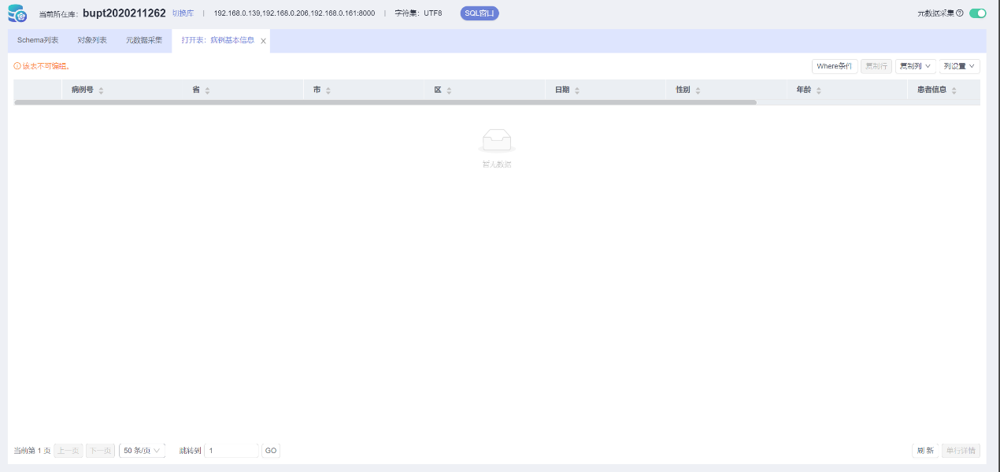 当前所在库: bupt2020211262 切换库 | 192.168.0.139,192.168.0.206,192.168.0.161:8000 | 字符集: UTF8 SQL窗口 元数据采集
Schema列表 对象列表 元数据采集 打开表: 病例基本信息
该表不可编辑。 Where条件 复制行 复制列 列设置
病例号 省 市 区 日期 性别 年龄 患者信息
暂无数据
当前第 1 页 上一页 下一页 50 条/页 跳转到 1 GO 刷 新 单行详情